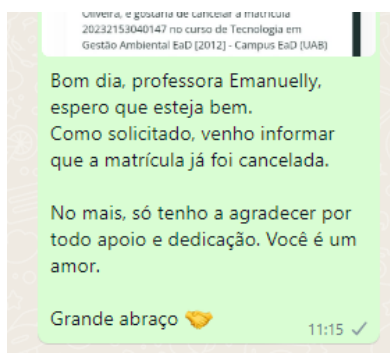 Oliveira, e gostaria de cancelar a matrícula
20232153040147 no curso de Tecnologia em
Gestão Ambiental EaD [2012] - Campus EaD (UAB)
Bom dia, professora Emanuelly,
espero que esteja bem.
Como solicitado, venho informar
que a matrícula já foi cancelada.
No mais, só tenho a agradecer por
todo apoio e dedicação. Você é um
amor.
Grande abraço 🤝
11:15 ✓